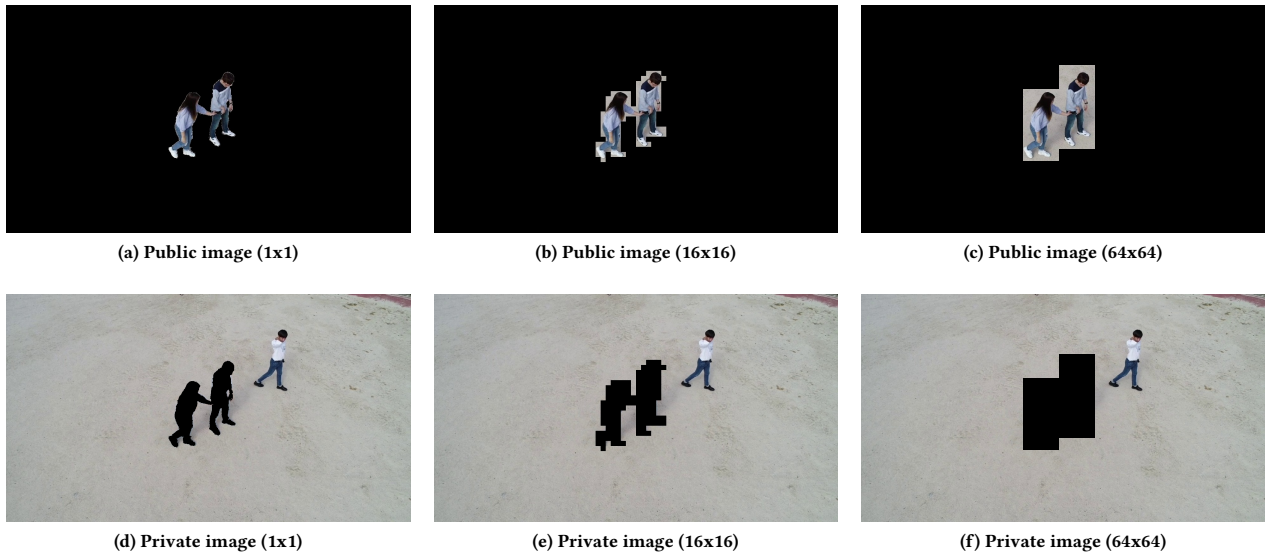 (a) Public image (1x1)
(b) Public image (16x16)
(c) Public image (64x64)
(d) Private image (1x1)
(e) Private image (16x16)
(f) Private image (64x64)